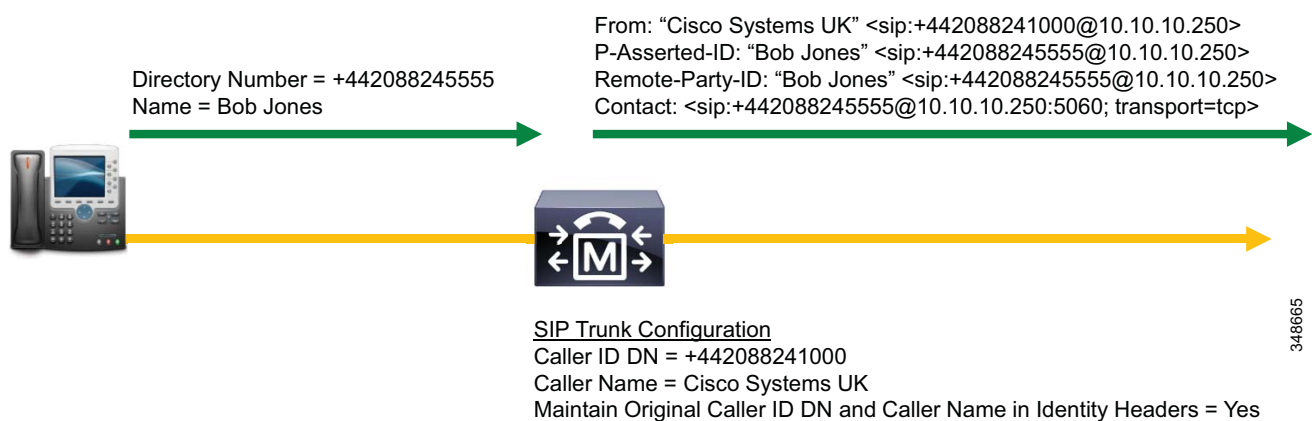 From: “Cisco Systems UK” <sip:+442088241000@10.10.10.250>
P-Asserted-ID: “Bob Jones” <sip:+442088245555@10.10.10.250>
Remote-Party-ID: “Bob Jones” <sip:+442088245555@10.10.10.250>
Contact: <sip:+442088245555@10.10.10.250:5060; transport=tcp>
Directory Number = +442088245555
Name = Bob Jones
M
SIP Trunk Configuration
Caller ID DN = +442088241000
Caller Name = Cisco Systems UK
Maintain Original Caller ID DN and Caller Name in Identity Headers = Yes
348665